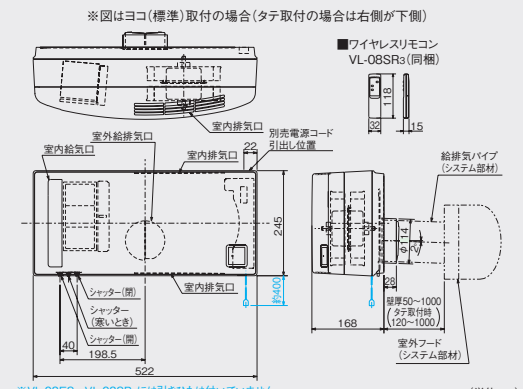 ※図はヨコ(標準)取付の場合(タテ取付の場合は右側が下側)
■ワイヤレスリモコン
VL-08SR3(同梱)
118
32
15
室内排気口
室外給排気口
別売電源コード
引出し位置
室内給気口
室内排気口
22
給排気パイプ
(システム部材)
245
φ114
2°
28
約400
シャッター(閉)
室内排気口
シャッター
(寒いとき)
シャッター(開)
壁厚50~1000
(タテ取付時
120~1000)
40
168
198.5
室外フード
(システム部材)
522